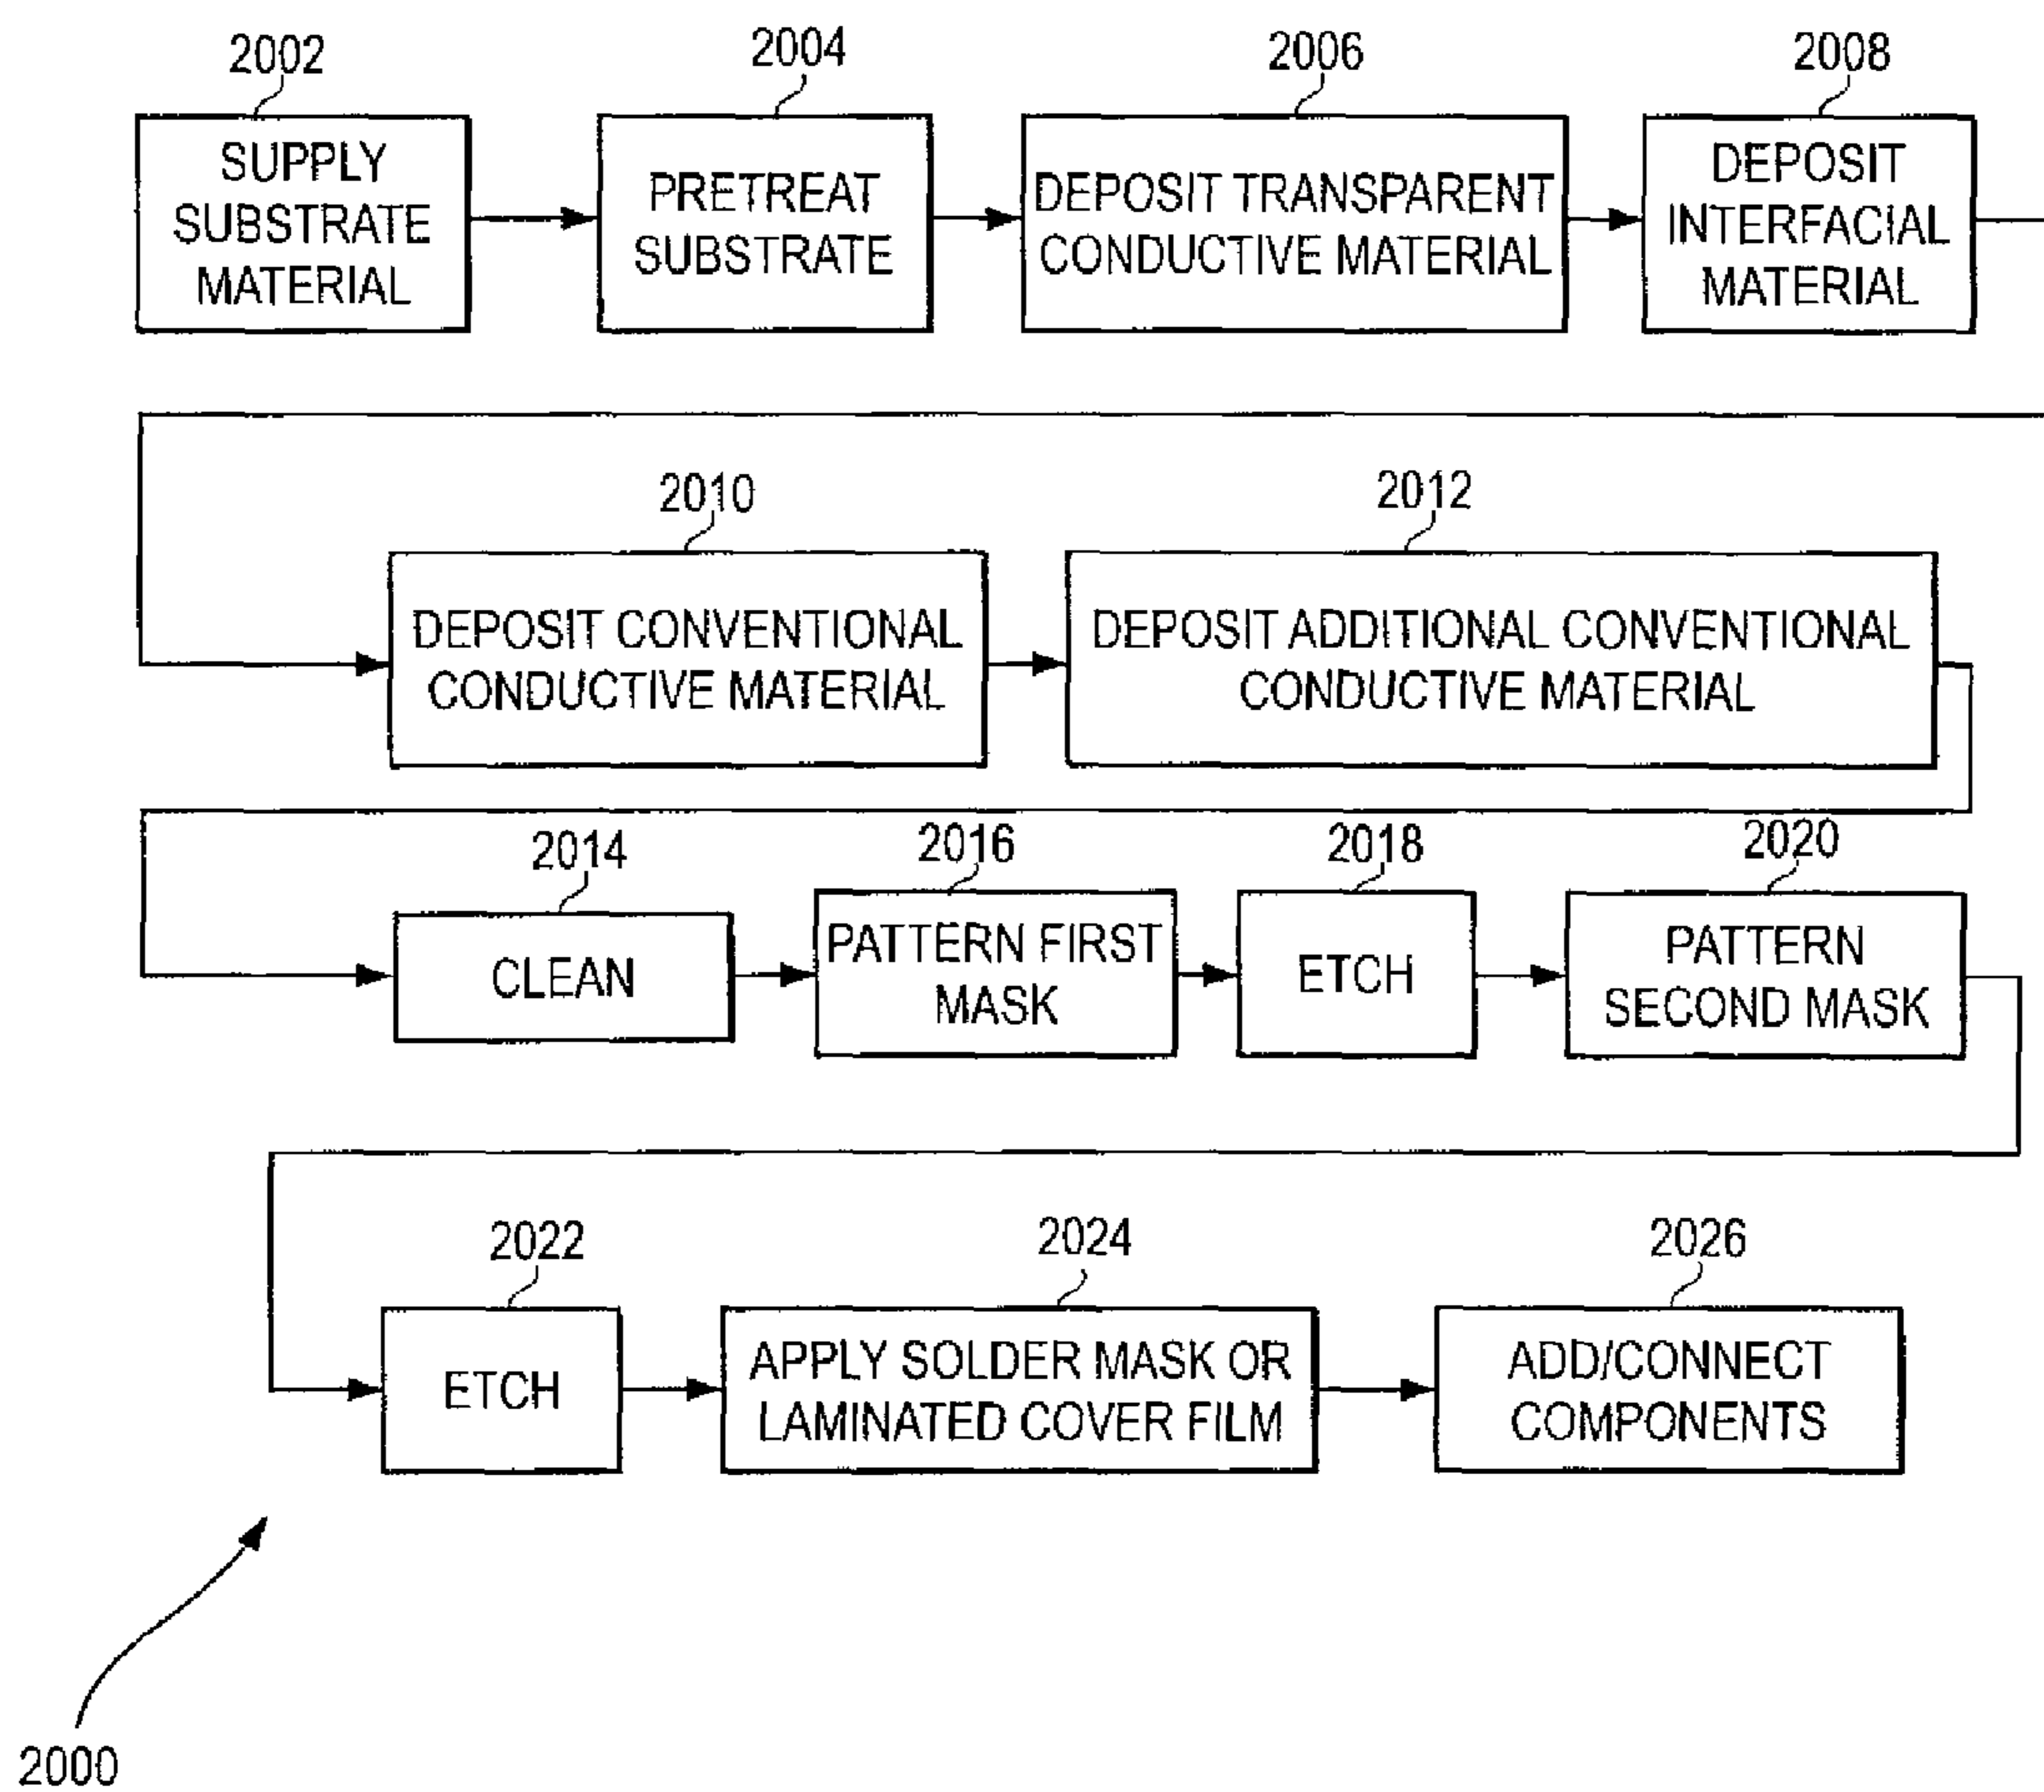 2002
2004
2006
2008
SUPPLY
SUBSTRATE
MATERIAL
PRETREAT
SUBSTRATE
DEPOSIT TRANSPARENT
CONDUCTIVE MATERIAL
DEPOSIT
INTERFACIAL
MATERIAL
2010
2012
DEPOSIT CONVENTIONAL
CONDUCTIVE MATERIAL
DEPOSIT ADDITIONAL CONVENTIONAL
CONDUCTIVE MATERIAL
2014
2016
2018
2020
CLEAN
PATTERN FIRST
MASK
ETCH
PATTERN
SECOND MASK
2022
2024
2026
ETCH
APPLY SOLDER MASK OR
LAMINATED COVER FILM
ADD/CONNECT
COMPONENTS
2000